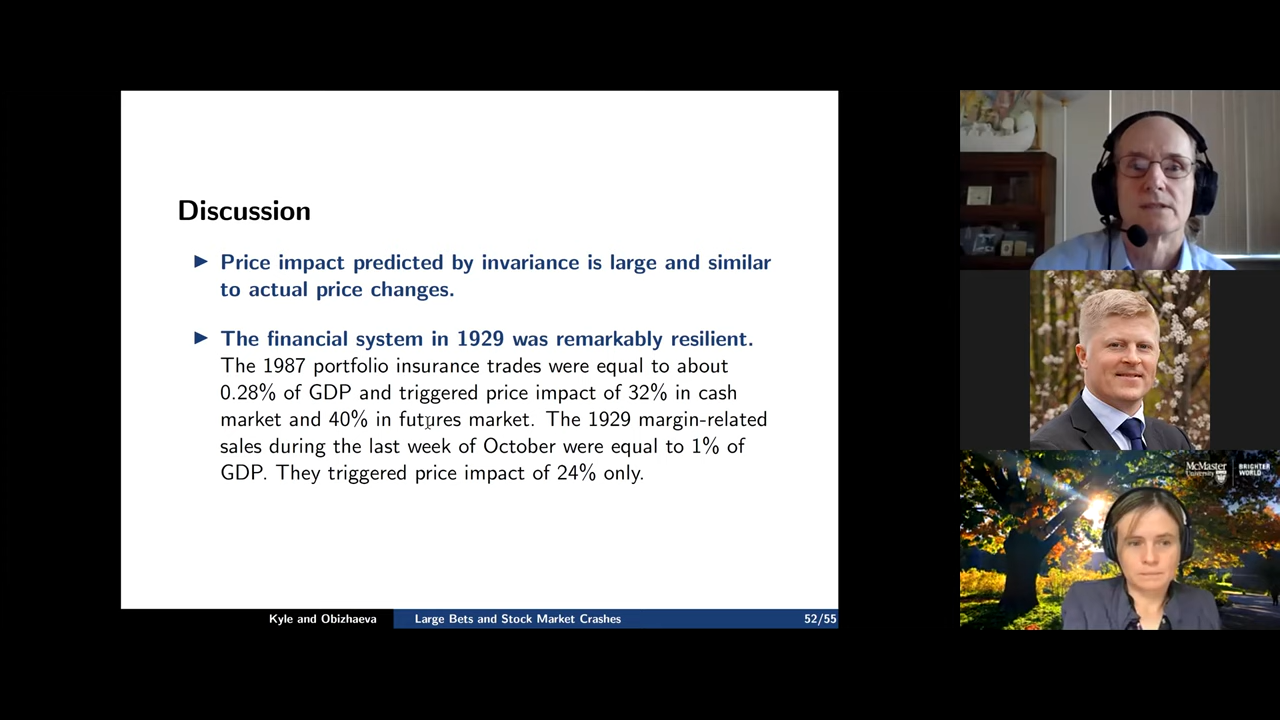 Discussion
▶ Price impact predicted by invariance is large and similar
to actual price changes.
▶ The financial system in 1929 was remarkably resilient.
The 1987 portfolio insurance trades were equal to about
0.28% of GDP and triggered price impact of 32% in cash
market and 40% in futures market. The 1929 margin-related
sales during the last week of October were equal to 1% of
GDP. They triggered price impact of 24% only.
Kyle and Obizhaeva Large Bets and Stock Market Crashes 52/55
McMaster
University
BRIGHTER
WORLD